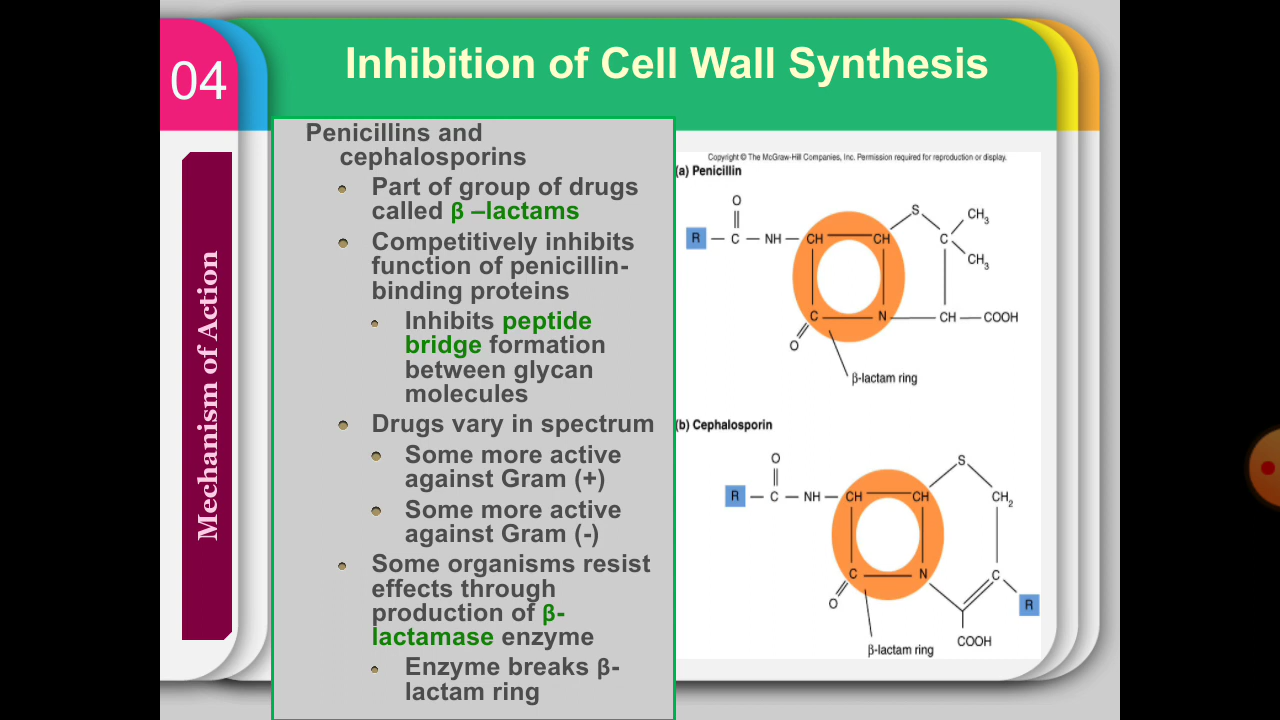 04
Inhibition of Cell Wall Synthesis
Mechanism of Action
Penicillins and
cephalosporins
Part of group of drugs
called β –lactams
Competitively inhibits
function of penicillin-
binding proteins
Inhibits peptide
bridge formation
between glycan
molecules
Drugs vary in spectrum
Some more active
against Gram (+)
Some more active
against Gram (-)
Some organisms resist
effects through
production of β-
lactamase enzyme
Enzyme breaks β-
lactam ring
Copyright © The McGraw-Hill Companies, Inc. Permission required for reproduction or display.
(a) Penicillin
O
S
CH3
R — C — NH — CH CH C
CH3
C N CH — COOH
O
β-lactam ring
(b) Cephalosporin
O
S
R — C — NH — CH CH CH2
C N C
O
R
COOH
β-lactam ring